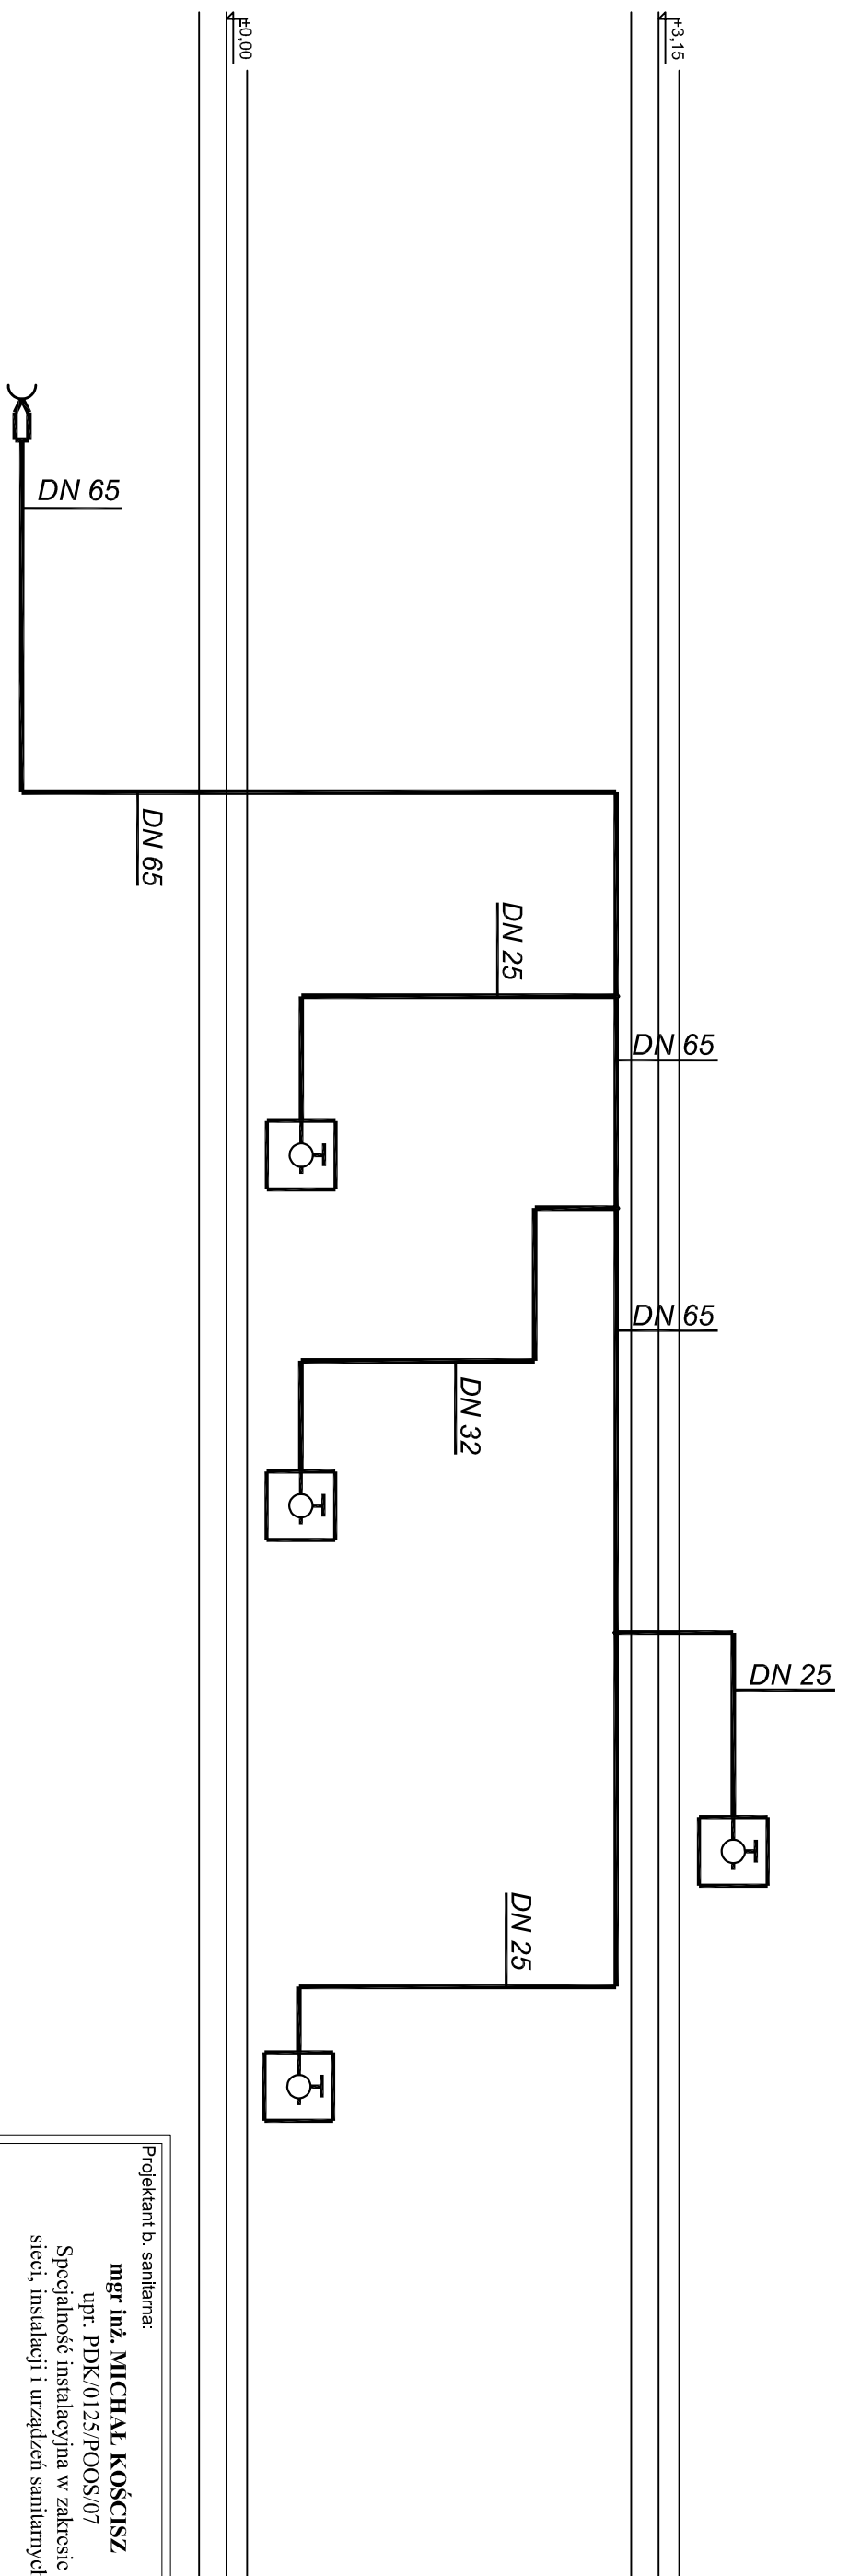 +3,15
±0,00
DN 65
DN 65
DN 25
DN 65
DN 65
DN 32
DN 25
DN 25
Projektant b. sanitarna:
mgr inż. MICHAŁ KOŚCISZ
upr. PDK/0125/POOS/07
Specjalność instalacyjna w zakresie
sieci, instalacji i urządzeń sanitarnych